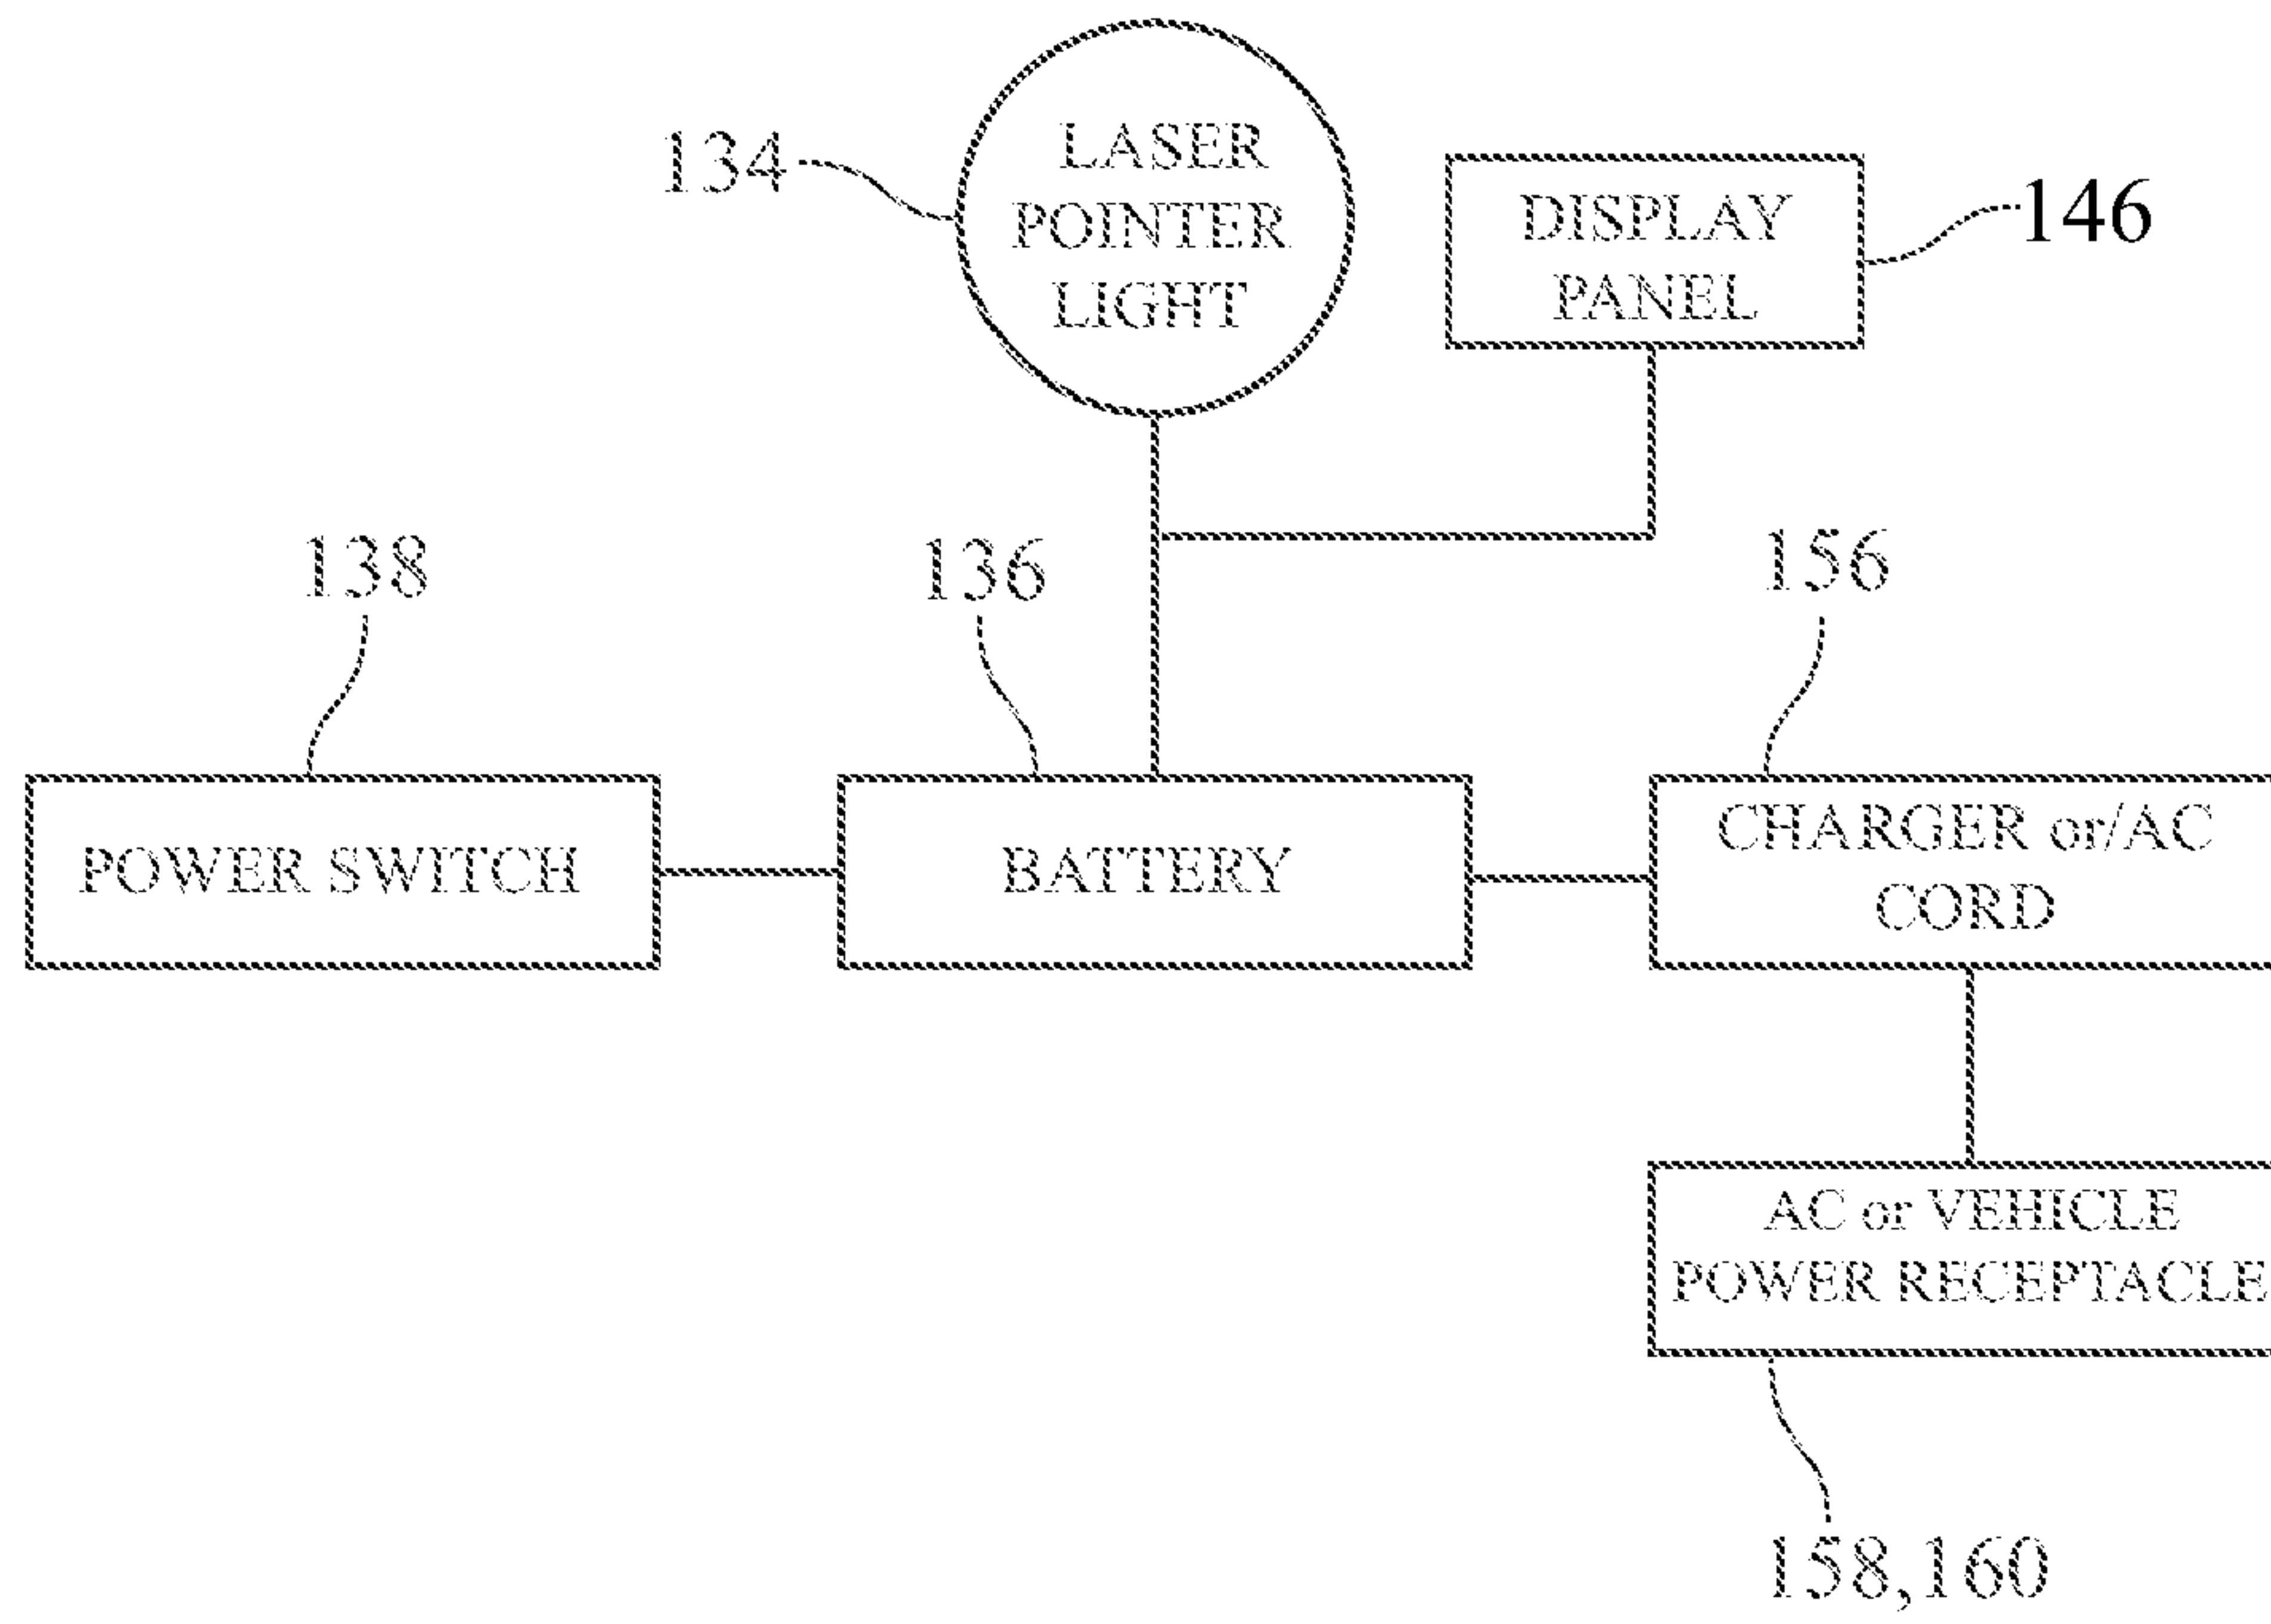 134
LASER
POINTER
LIGHT
DISPLAY
PANEL
146
138
136
156
POWER SWITCH
BATTERY
CHARGER or/AC
CORD
AC or VEHICLE
POWER RECEPTACLE
158,160